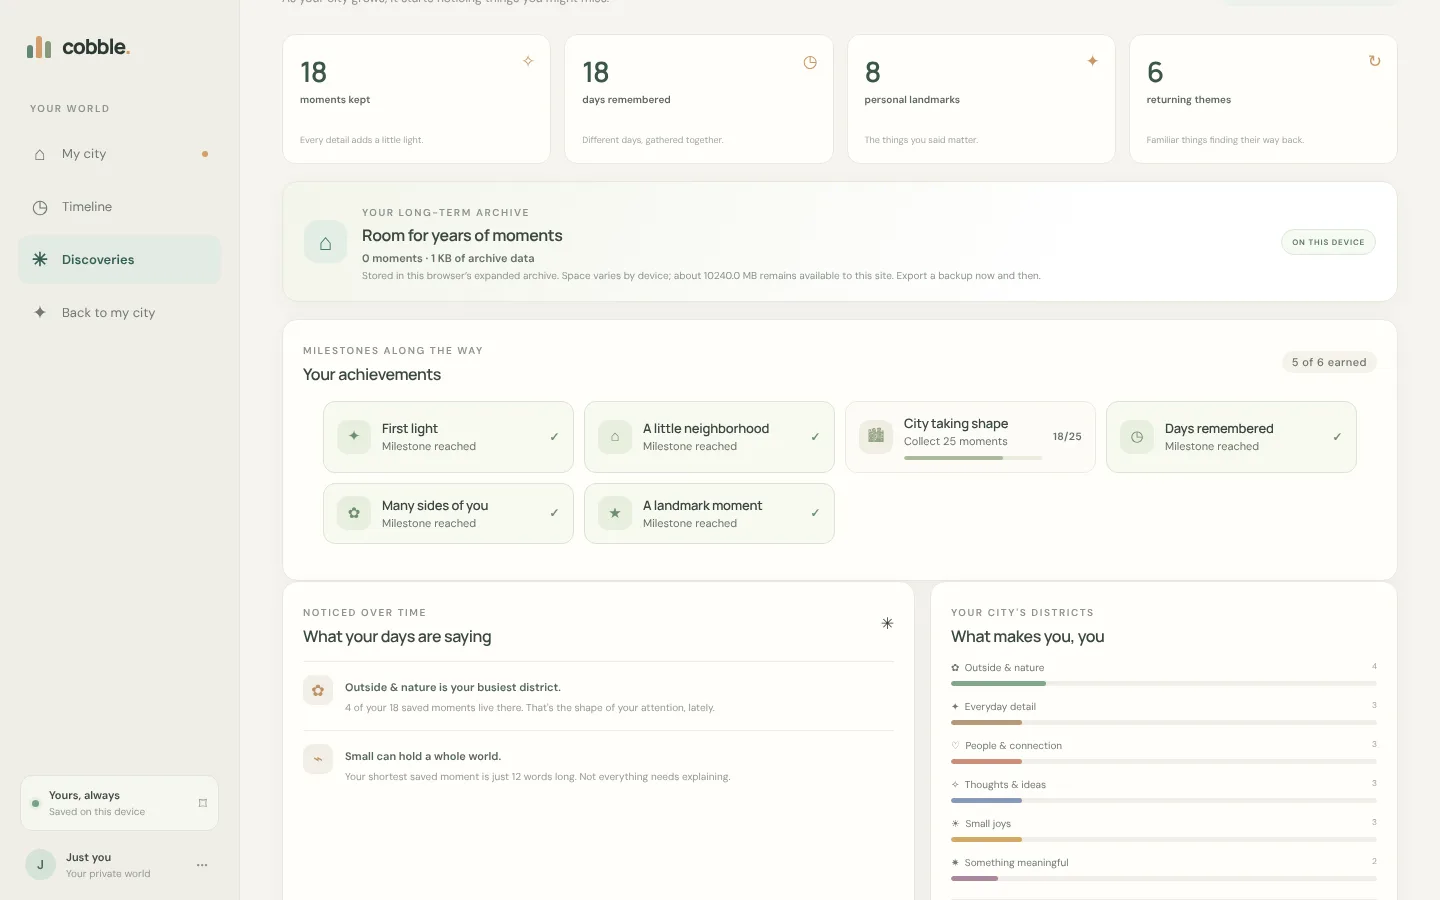 As your city grows, it starts noticing things you might miss.
cobble.
YOUR WORLD
My city
Timeline
Discoveries
Back to my city
Yours, always
Saved on this device
J
Just you
Your private world
18
moments kept
Every detail adds a little light.
18
days remembered
Different days, gathered together.
8
personal landmarks
The things you said matter.
6
returning themes
Familiar things finding their way back.
YOUR LONG-TERM ARCHIVE
Room for years of moments
0 moments · 1 KB of archive data
Stored in this browser's expanded archive. Space varies by device; about 10240.0 MB remains available to this site. Export a backup now and then.
ON THIS DEVICE
MILESTONES ALONG THE WAY
Your achievements
5 of 6 earned
First light
Milestone reached
A little neighborhood
Milestone reached
City taking shape
Collect 25 moments
18/25
Days remembered
Milestone reached
Many sides of you
Milestone reached
A landmark moment
Milestone reached
NOTICED OVER TIME
What your days are saying
Outside & nature is your busiest district.
4 of your 18 saved moments live there. That's the shape of your attention, lately.
Small can hold a whole world.
Your shortest saved moment is just 12 words long. Not everything needs explaining.
YOUR CITY'S DISTRICTS
What makes you, you
Outside & nature 4
Everyday detail 3
People & connection 3
Thoughts & ideas 3
Small joys 3
Something meaningful 2